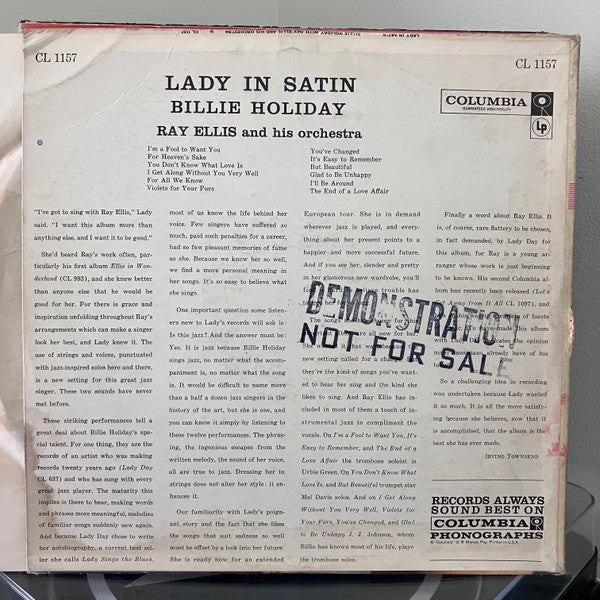 LADY IN SATIN
CL 1157
CL 1157
LADY IN SATIN
BILLIE HOLIDAY
RAY ELLIS and his orchestra
COLUMBIA
GUARANTEED HIGH-FIDELITY
Lp
I'm a Fool to Want You
For Heaven's Sake
You Don't Know What Love Is
I Get Along Without You Very Well
For All We Know
Violets for Your Furs
You've Changed
It's Easy to Remember
But Beautiful
Glad to Be Unhappy
I'll Be Around
The End of a Love Affair
"I've got to sing with Ray Ellis," Lady
said. "I want this album more than
anything else, and I want it to be good."
She'd heard Ray's work often, par-
ticularly his first album Ellis in Won-
derland (CL 993), and she knew better
than anyone else that he would be
good for her. For there is grace and
inspiration unfolding throughout Ray's
arrangements which can make a singer
look her best, and Lady knew it. The
use of strings and voices, punctuated
with jazz-inspired solos here and there,
is a new setting for this great jazz
singer. These two sounds have never
met before.
These striking performances tell a
great deal about Billie Holiday's spe-
cial talent. For one thing, they are the
records of an artist who was making
records twenty years ago (Lady Day
CL 637) and who has sung with every
great jazz player. The maturity this
implies is there to hear, making words
and phrases more meaningful, melodies
of familiar songs suddenly new again.
And because Lady Day chose to write
her autobiography, a current best sel-
ler she calls Lady Sings the Blues,
most of us know the life behind her
voice. Few singers have suffered so
much, paid such penalties for a career,
had so few pleasant memories of fame
as she. Because we know her so well,
we find a more personal meaning in
her songs. It's so easy to believe what
she sings.
One important question some listen-
ers new to Lady's records will ask is:
Is this jazz? And the answer must be:
Yes. It is jazz because Billie Holiday
sings jazz, no matter what the accom-
paniment is, no matter what the song
is. It would be difficult to name more
than a half a dozen jazz singers in the
history of the art, but she is one, and
you can know it simply by listening to
these twelve performances. The phras-
ing, the ingenious escapes from the
written melody, the sound of her voice,
all are true to jazz. Dressing her in
strings does not alter her style: it en-
hances it.
Our familiarity with Lady's poign-
ant story and the fact that she likes
the songs that suit sadness so well
must be offset by a look into her future.
She is ready now for an extended
European tour. She is in demand
wherever jazz is played, and every-
thing about her present points to a
happier and more successful future.
And if you see her, slender and pretty
in her glamorous new wardrobe, you'll
new setting called for a change
they're the kind of songs you've wanted
to hear her sing and the kind she
likes to sing. And Ray Ellis has
included in most of them a touch of in-
strumental jazz to compliment the
vocals. On I'm a Fool to Want You, It's
Easy to Remember, and The End of a
Love Affair the trombone soloist is
Urbie Green. On You Don't Know What
Love Is, and But Beautiful trumpet star
Mel Davis solos. And on I Get Along
Without You Very Well, Violets for
Your Furs, You've Changed, and Glad
to Be Unhappy J. J. Johnson, whom
Billie has known most of his life, plays
the trombone solos.
Finally a word about Ray Ellis. It is
of, course, rare flattery to be chosen,
in fact demanded, by Lady Day for
this album, for Ray is a young ar-
ranger whose work is just beginning
to be known. His second Columbia al-
bum has recently been released (Let's
Get Away from It All CL 1097), and
So a challenging idea in recording
was undertaken because Lady wanted
it so much. It is all the more satisfy-
ing because she believes, now that it
is accomplished, that the album is the
best she has ever made.
IRVING TOWNSEND
DEMONSTRATION
NOT FOR SALE
RECORDS ALWAYS
SOUND BEST ON
COLUMBIA
PHONOGRAPHS